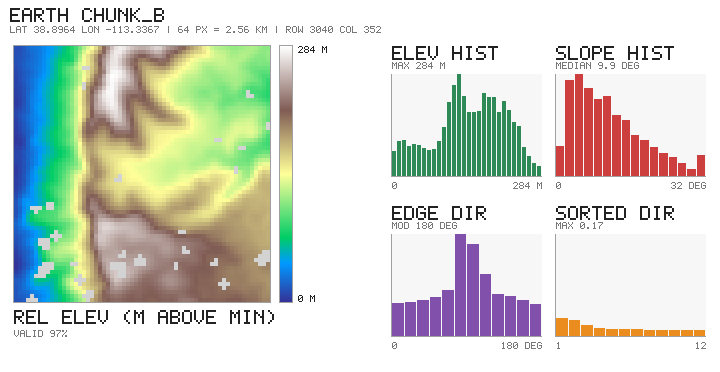 EARTH CHUNK_B
LAT 38.8964 LON -113.3367 | 64 PX = 2.56 KM | ROW 3040 COL 352
284 M
0 M
REL ELEV (M ABOVE MIN)
VALID 97%
ELEV HIST
MAX 284 M
0 284 M
SLOPE HIST
MEDIAN 9.9 DEG
0 32 DEG
EDGE DIR
MOD 180 DEG
0 180 DEG
SORTED DIR
MAX 0.17
1 12